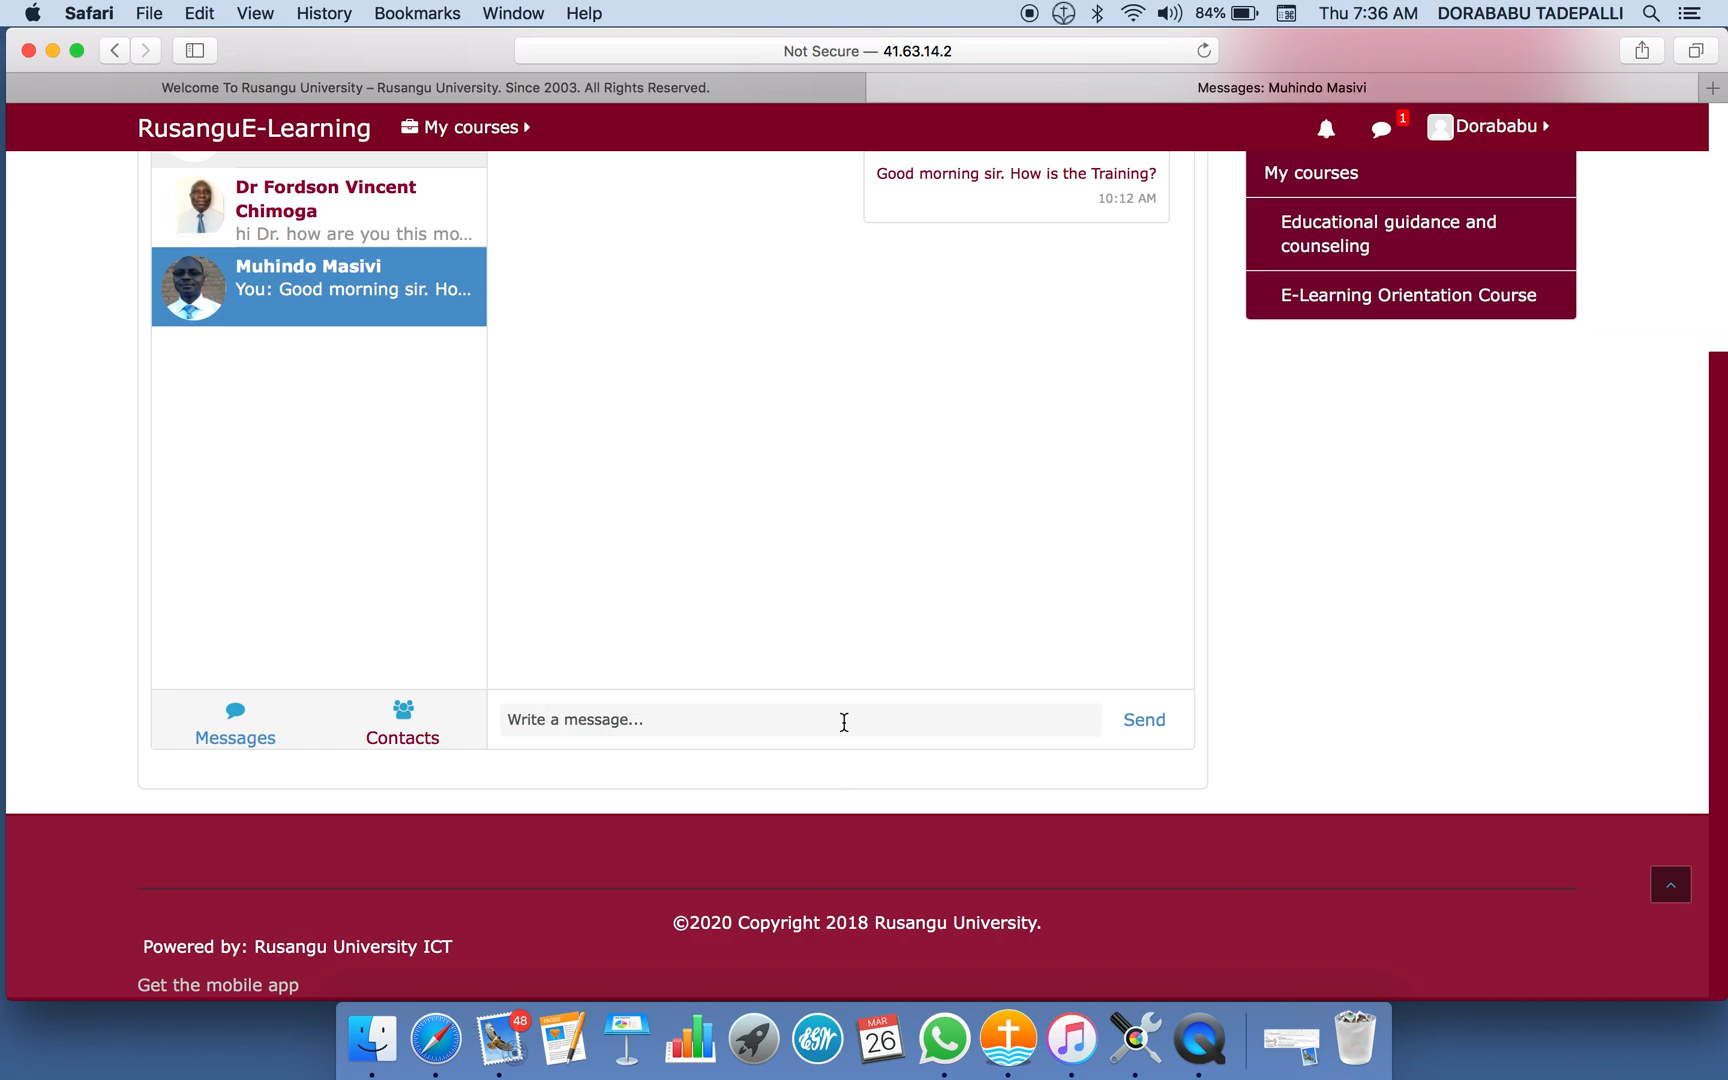 Safari File Edit View History Bookmarks Window Help 84% Thu 7:36 AM DORABABU TADEPALLI
Not Secure — 41.63.14.2
Welcome To Rusangu University – Rusangu University. Since 2003. All Rights Reserved.
Messages: Muhindo Masivi
RusanguE-Learning My courses 1 Dorababu
Good morning sir. How is the Training?
10:12 AM
Dr Fordson Vincent
Chimoga
hi Dr. how are you this mo...
Muhindo Masivi
You: Good morning sir. Ho...
My courses
Educational guidance and
counseling
E-Learning Orientation Course
Messages
Contacts
Write a message...
Send
©2020 Copyright 2018 Rusangu University.
Powered by: Rusangu University ICT
Get the mobile app
48
PAGES
EGW
MAR
26